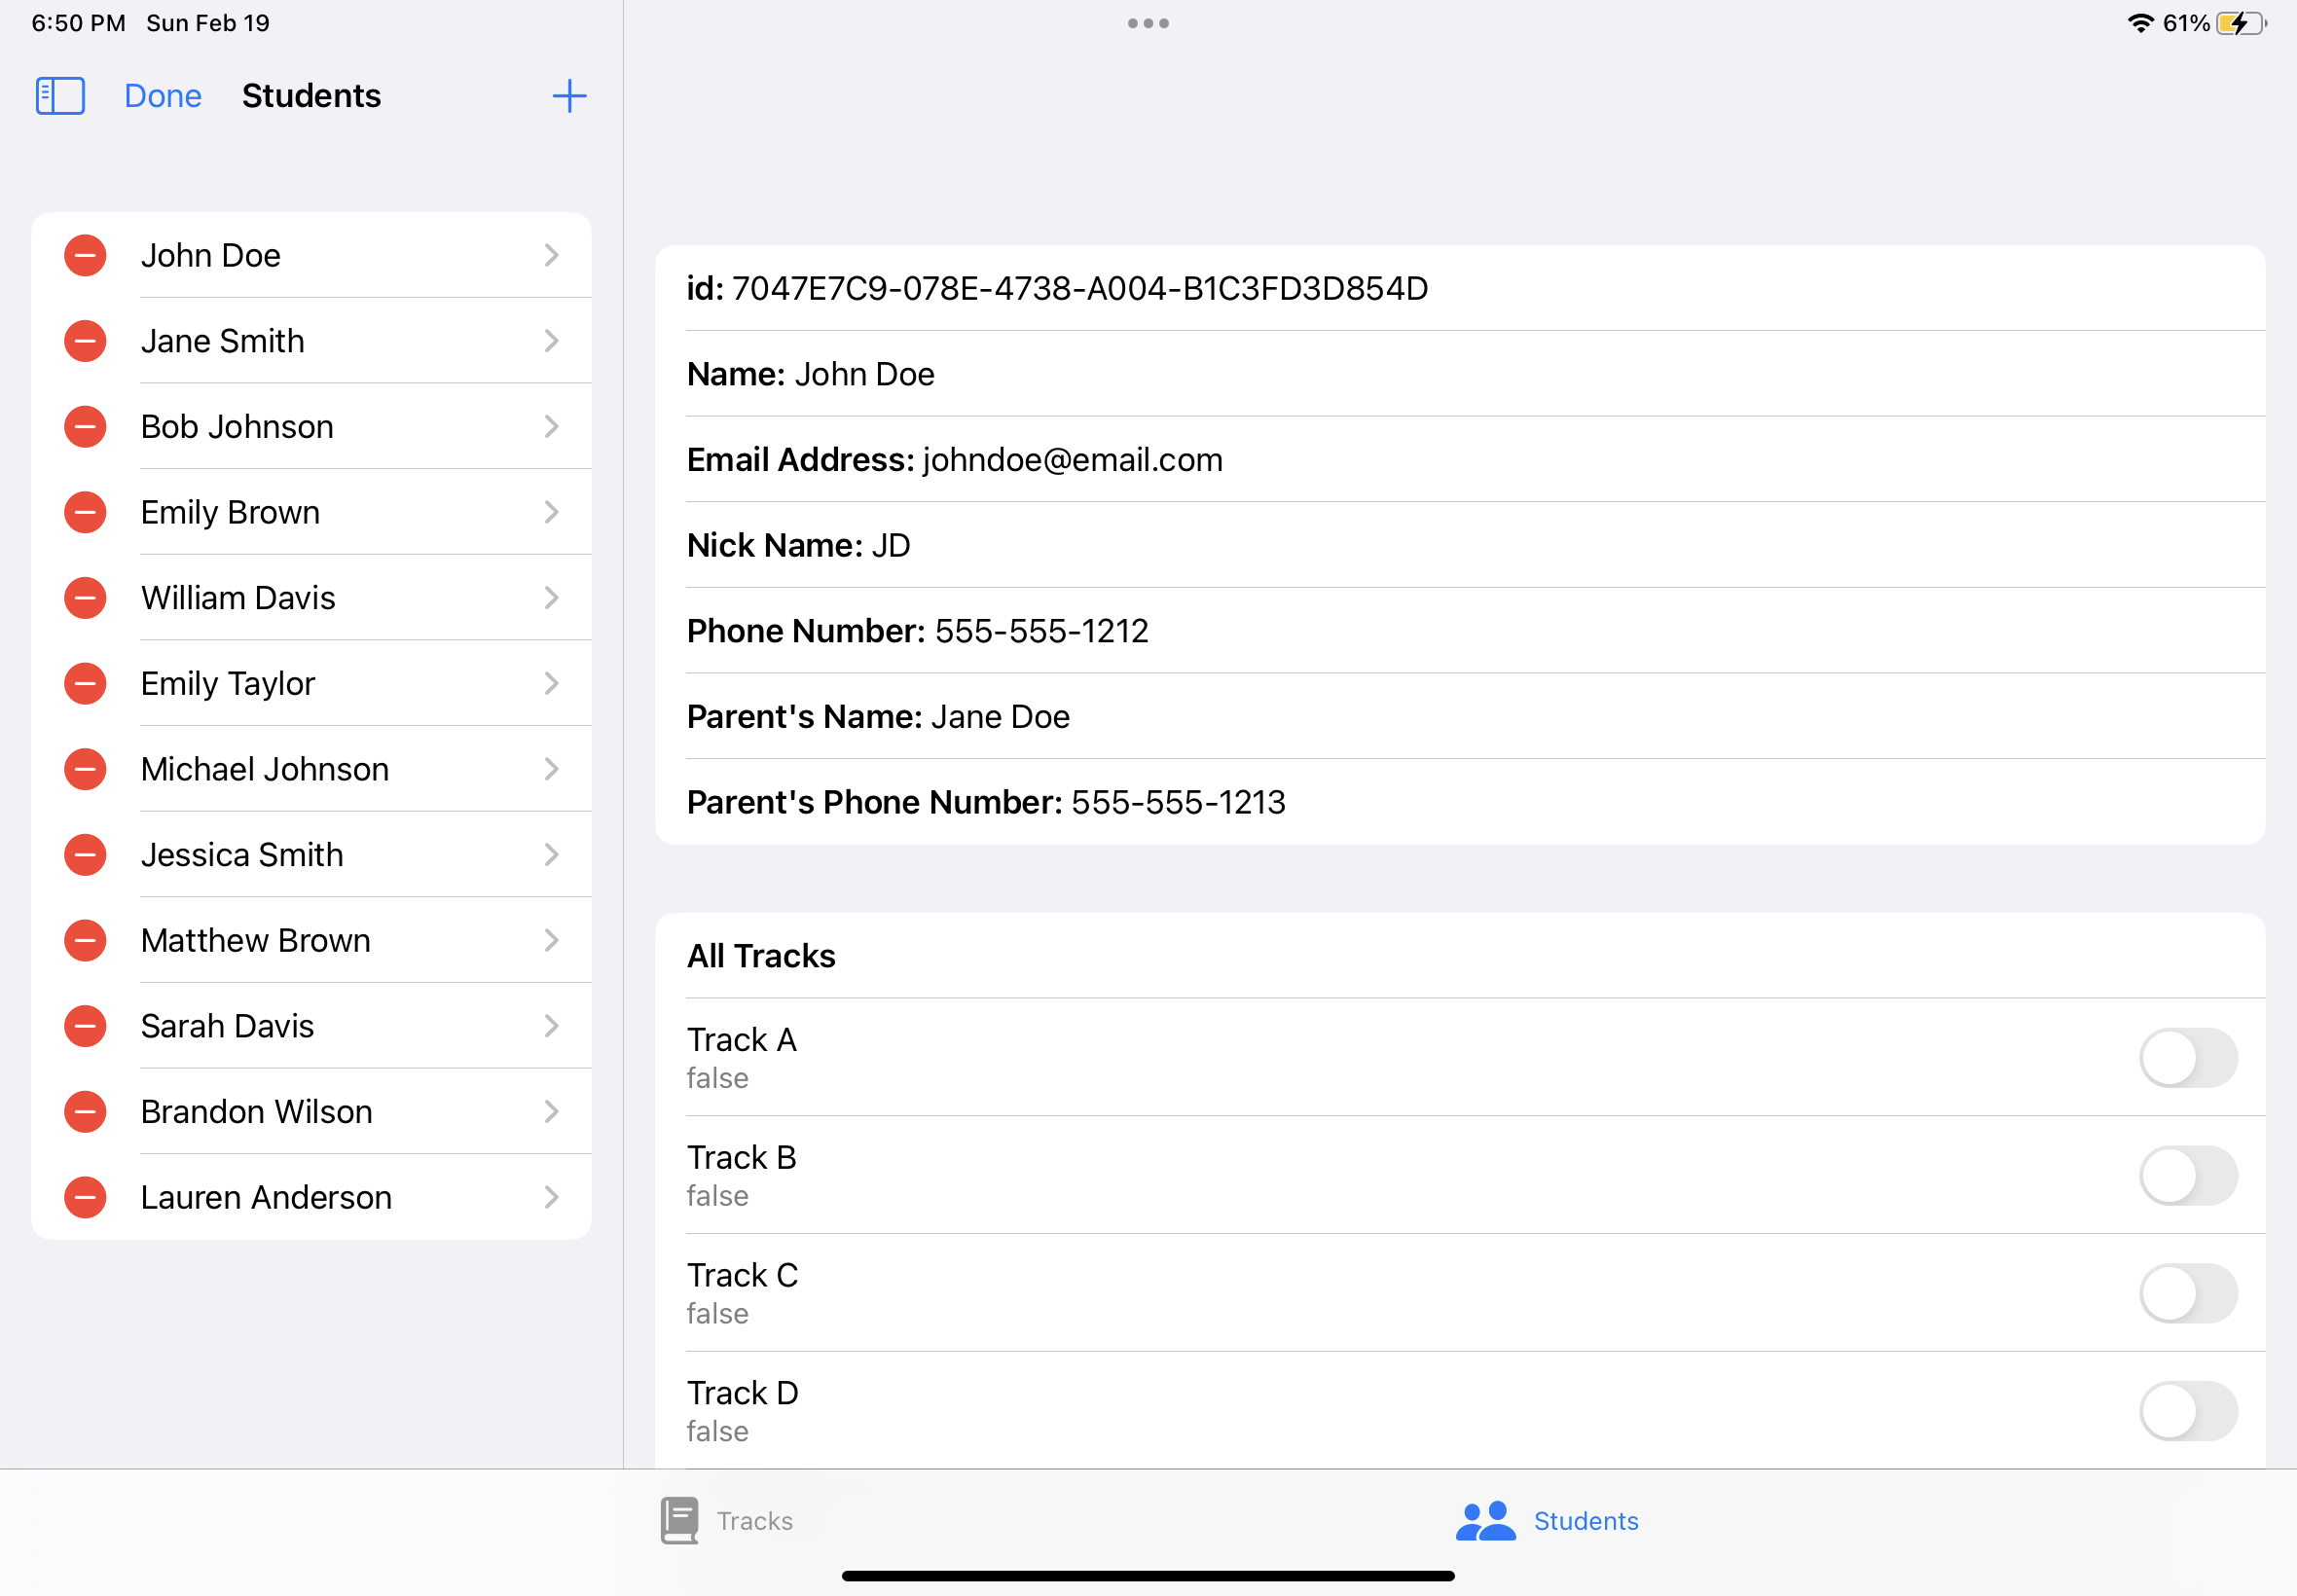 6:50 PM Sun Feb 19
61%
Done Students
John Doe
Jane Smith
Bob Johnson
Emily Brown
William Davis
Emily Taylor
Michael Johnson
Jessica Smith
Matthew Brown
Sarah Davis
Brandon Wilson
Lauren Anderson
id: 7047E7C9-078E-4738-A004-B1C3FD3D854D
Name: John Doe
Email Address: johndoe@email.com
Nick Name: JD
Phone Number: 555-555-1212
Parent's Name: Jane Doe
Parent's Phone Number: 555-555-1213
All Tracks
Track A
false
Track B
false
Track C
false
Track D
false
Tracks
Students